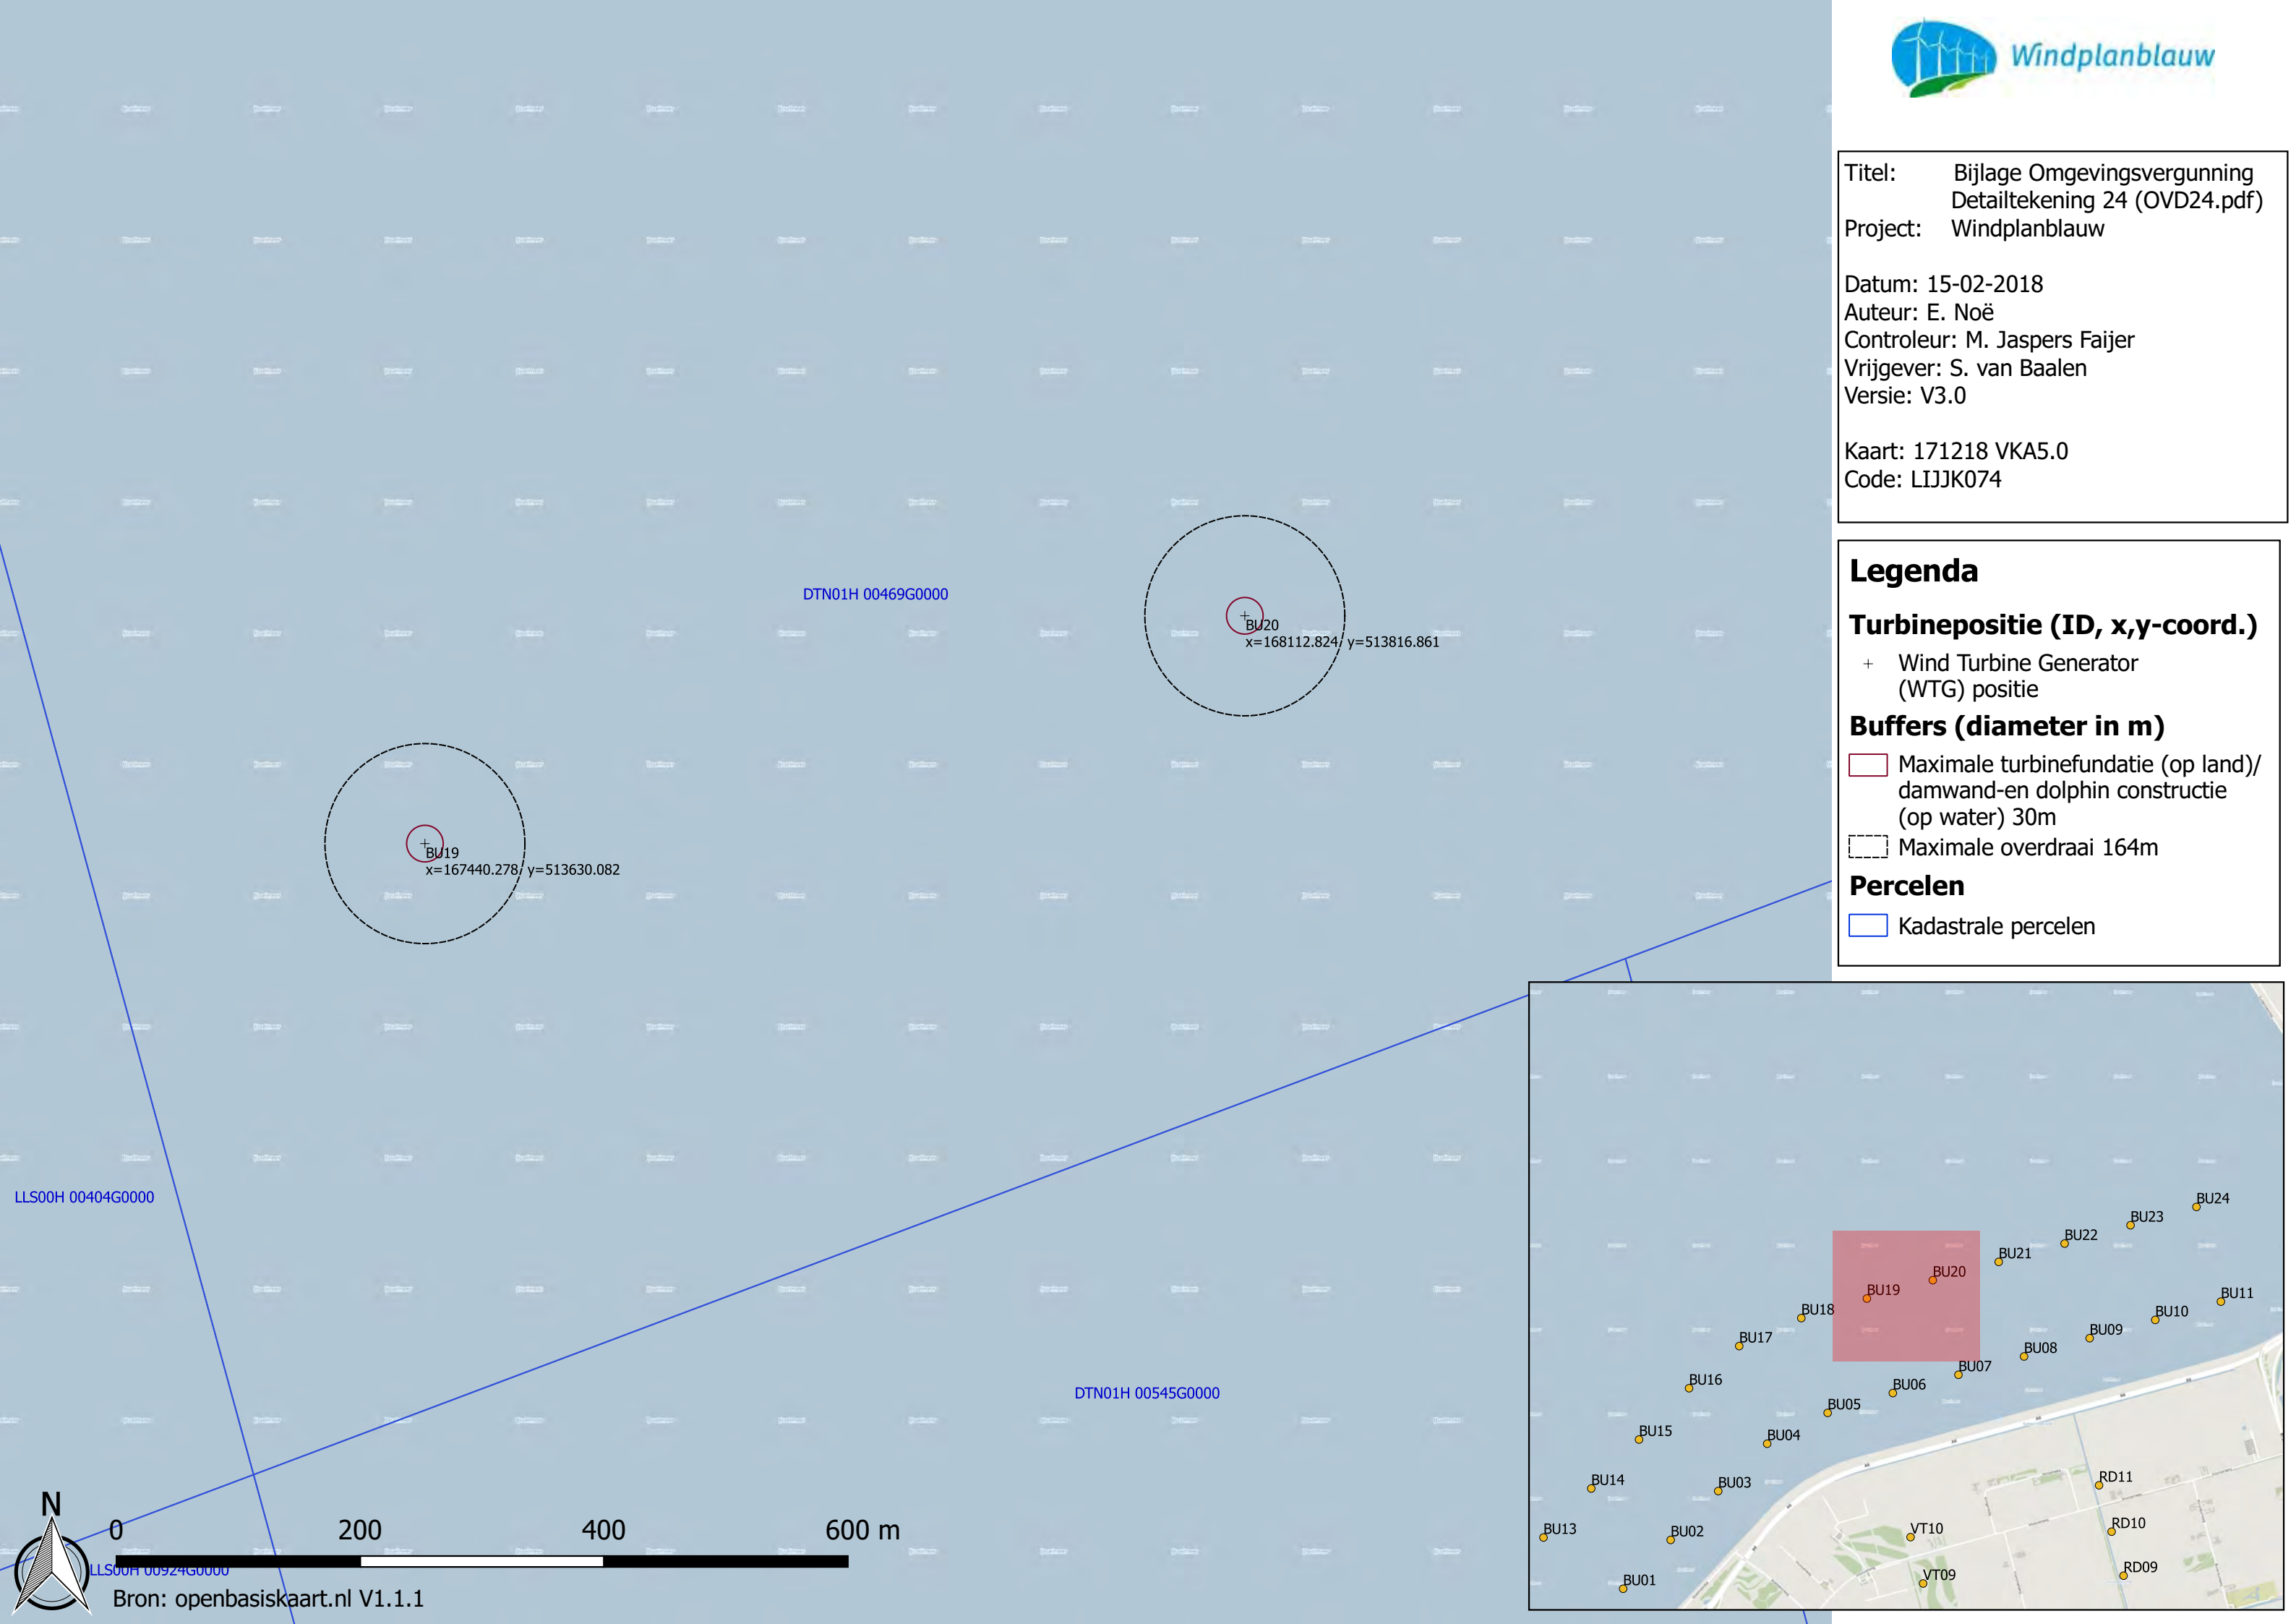 Windplanblauw
Titel: Bijlage Omgevingsvergunning
Detailtekening 24 (OVD24.pdf)
Project: Windplanblauw
Datum: 15-02-2018
Auteur: E. Noë
Controleur: M. Jaspers Faijer
Vrijgever: S. van Baalen
Versie: V3.0
Kaart: 171218 VKA5.0
Code: LIJJK074
Legenda
Turbinepositie (ID, x,y-coord.)
Wind Turbine Generator
(WTG) positie
Buffers (diameter in m)
Maximale turbinefundatie (op land)/
damwand-en dolphin constructie
(op water) 30m
Maximale overdraai 164m
Percelen
Kadastrale percelen
DTN01H 00469G0000
BU20
x=168112.824/ y=513816.861
BU19
x=167440.278/ y=513630.082
LLS00H 00404G0000
DTN01H 00545G0000
LLS00H 00924G0000
N
0 200 400 600 m
Bron: openbasiskaart.nl V1.1.1
BU24
BU23
BU22
BU21
BU20
BU19
BU18
BU17
BU16
BU15
BU14
BU13
BU11
BU10
BU09
BU08
BU07
BU06
BU05
BU04
BU03
BU02
BU01
RD11
RD10
RD09
VT10
VT09